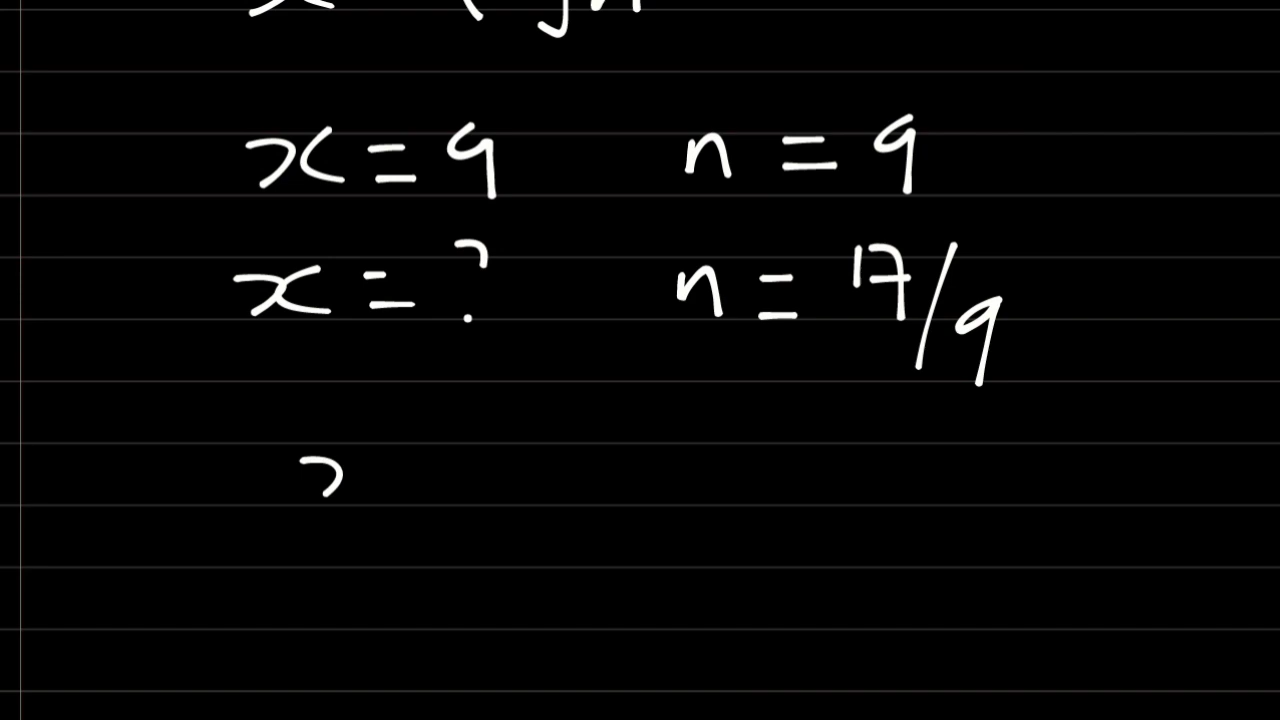 x = 9 n = 9
x = ? n = 17/9